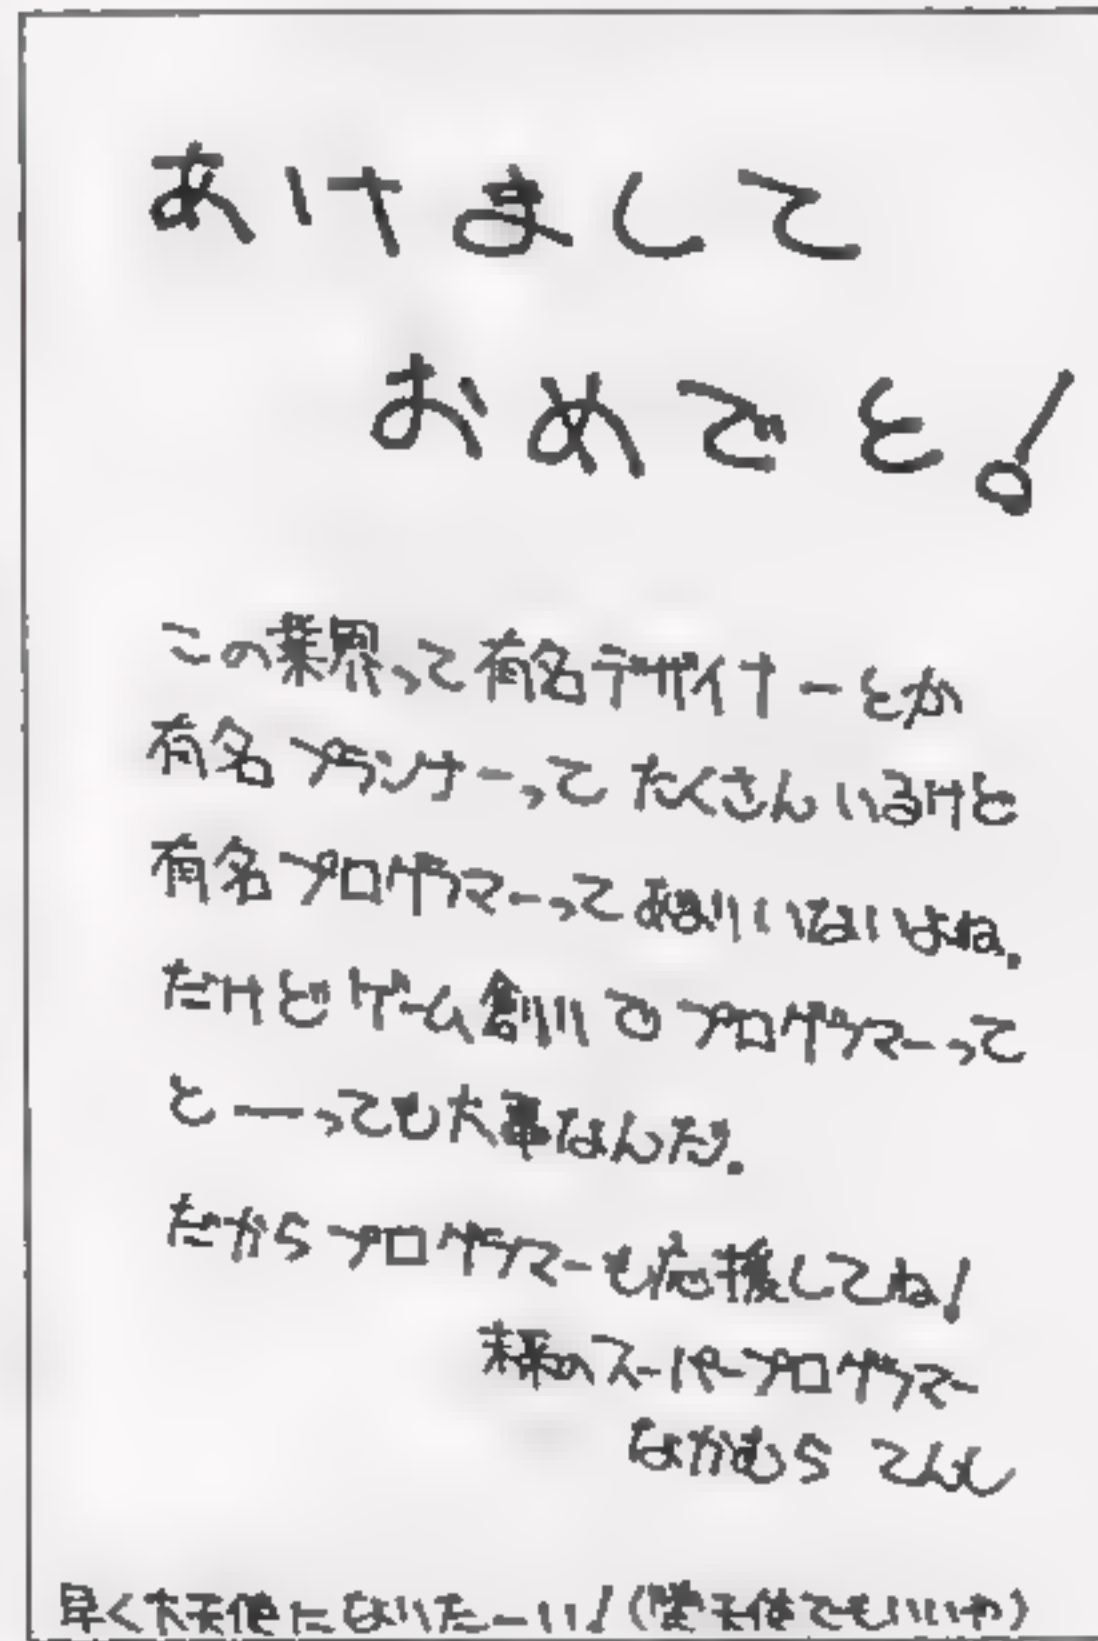 あけまして
おめでと!
この業界って有名デザイナーとか
有名プランナーって たくさんいるけど
有名プログラマーって あまりいないよね.
だけどゲーム創りでプログラマーって
と—っても大事なんだ.
だからプログラマーも応援してね!
未来のスーパープログラマー
なかむら てんし
早く大天使になりたーい!(堕天使でもいいや)